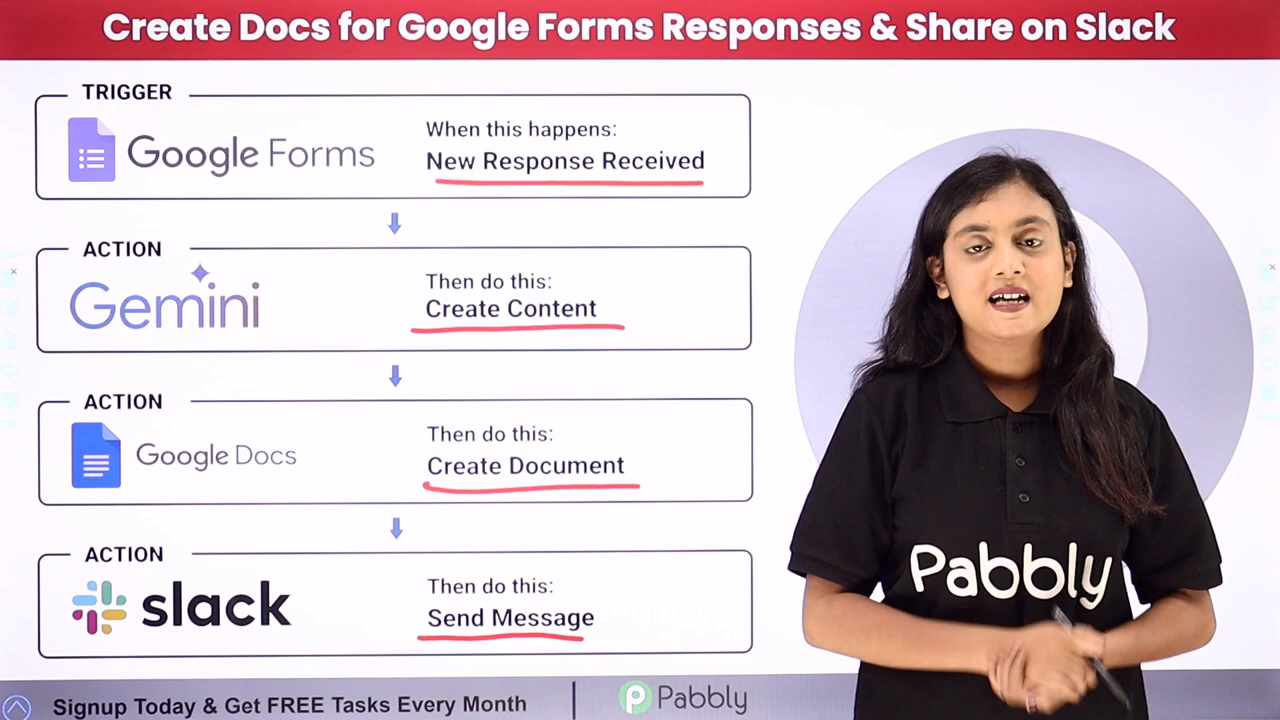 Create Docs for Google Forms Responses & Share on Slack
TRIGGER
Google Forms
When this happens:
New Response Received
ACTION
Gemini
Then do this:
Create Content
ACTION
Google Docs
Then do this:
Create Document
ACTION
slack
Then do this:
Send Message
Pabbly
Signup Today & Get FREE Tasks Every Month
Pabbly